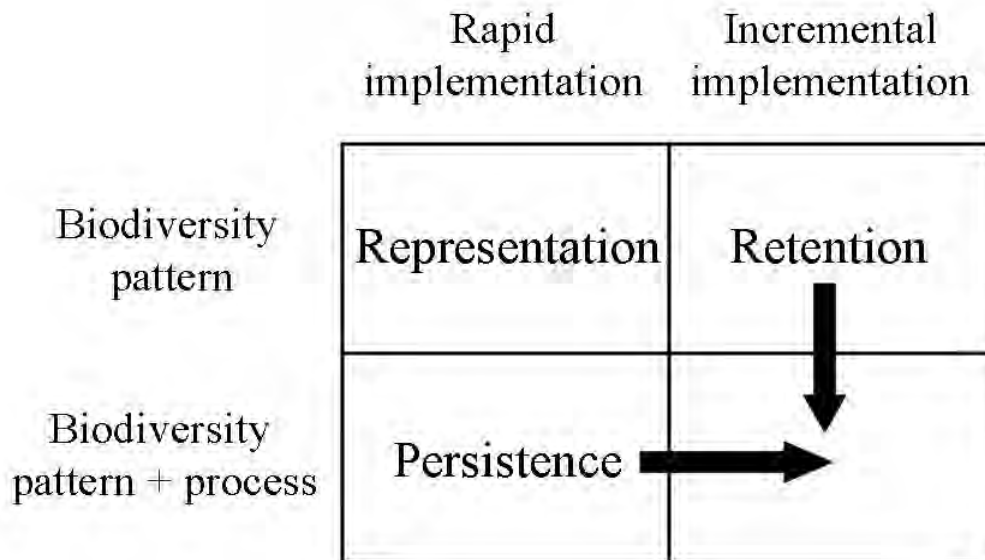 Rapid
implementation
Incremental
implementation
Biodiversity
pattern
Representation
Retention
Biodiversity
pattern + process
Persistence